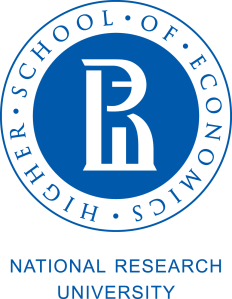 HIGHER • SCHOOL • OF • ECONOMICS •
NATIONAL RESEARCH
UNIVERSITY